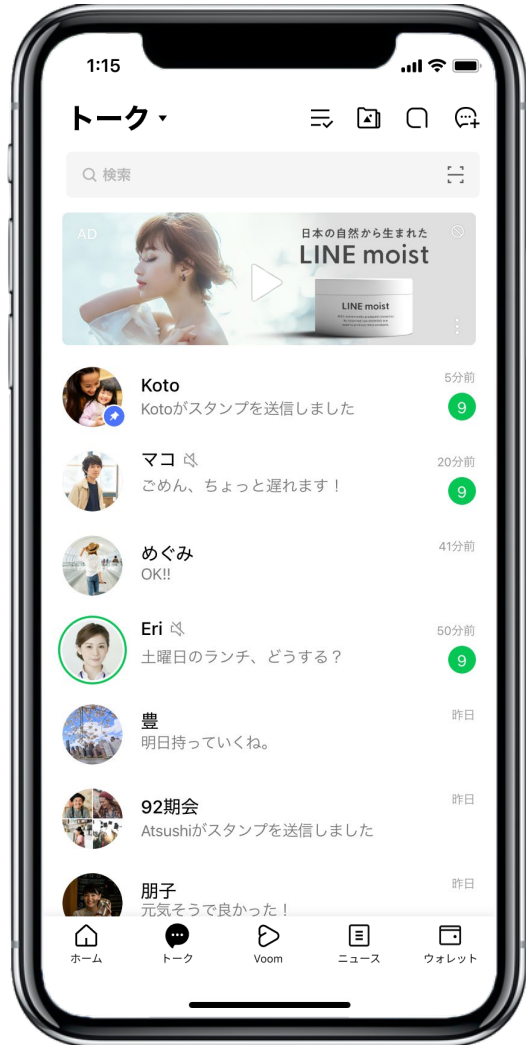 1:15
トーク
検索
AD
日本の自然から生まれた
LINE moist
LINE moist
Koto
5分前
Kotoがスタンプを送信しました
9
マコ
20分前
ごめん、ちょっと遅れます！
9
めぐみ
41分前
OK!!
Eri
50分前
土曜日のランチ、どうする？
9
豊
昨日
明日持っていくね。
92期会
昨日
Atsushiがスタンプを送信しました
朋子
昨日
元気そうで良かった！
ホーム
トーク
Voom
ニュース
ウォレット